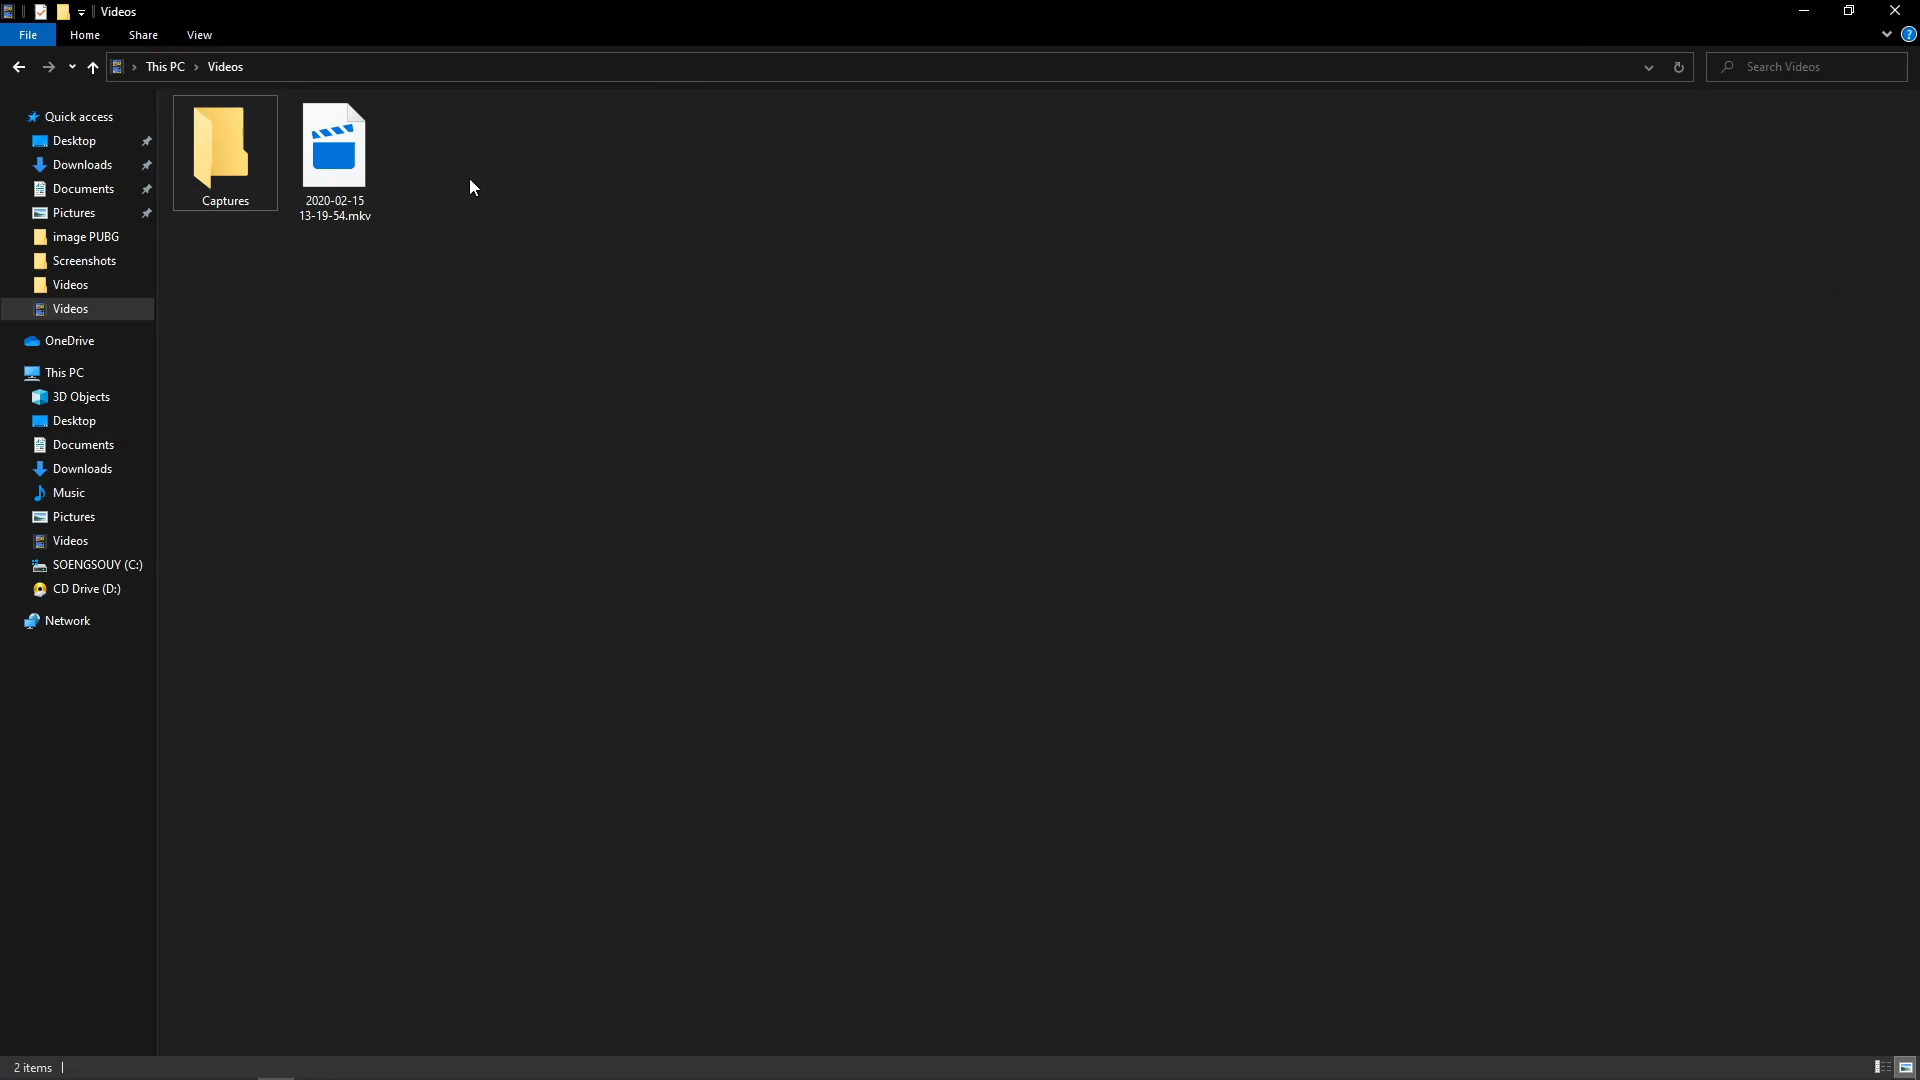 Videos
File Home Share View
This PC Videos
Search Videos
Quick access
Desktop
Downloads
Documents
Pictures
image PUBG
Screenshots
Videos
Videos
OneDrive
This PC
3D Objects
Desktop
Documents
Downloads
Music
Pictures
Videos
SOENGSOUY (C:)
CD Drive (D:)
Network
Captures
2020-02-15
13-19-54.mkv
2 items